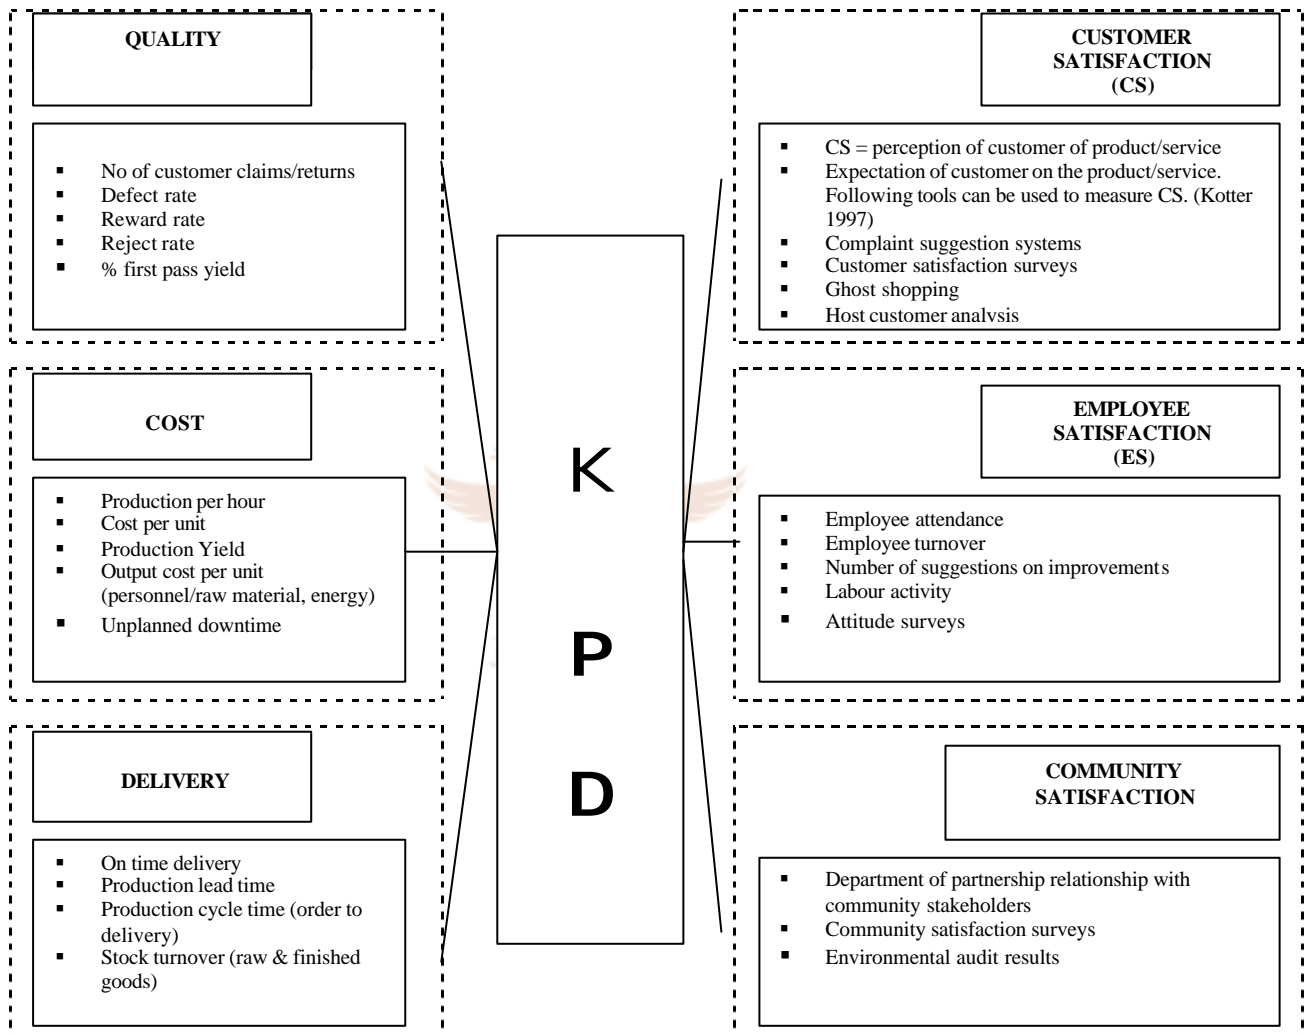 QUALITY
▪ No of customer claims/returns
▪ Defect rate
▪ Reward rate
▪ Reject rate
▪ % first pass yield
COST
▪ Production per hour
▪ Cost per unit
▪ Production Yield
▪ Output cost per unit
(personnel/raw material, energy)
▪ Unplanned downtime
DELIVERY
▪ On time delivery
▪ Production lead time
▪ Production cycle time (order to
delivery)
▪ Stock turnover (raw & finished
goods)
K
P
D
CUSTOMER
SATISFACTION
(CS)
▪ CS = perception of customer of product/service
▪ Expectation of customer on the product/service.
Following tools can be used to measure CS. (Kotter
1997)
▪ Complaint suggestion systems
▪ Customer satisfaction surveys
▪ Ghost shopping
▪ Host customer analysis
EMPLOYEE
SATISFACTION
(ES)
▪ Employee attendance
▪ Employee turnover
▪ Number of suggestions on improvements
▪ Labour activity
▪ Attitude surveys
COMMUNITY
SATISFACTION
▪ Department of partnership relationship with
community stakeholders
▪ Community satisfaction surveys
▪ Environmental audit results